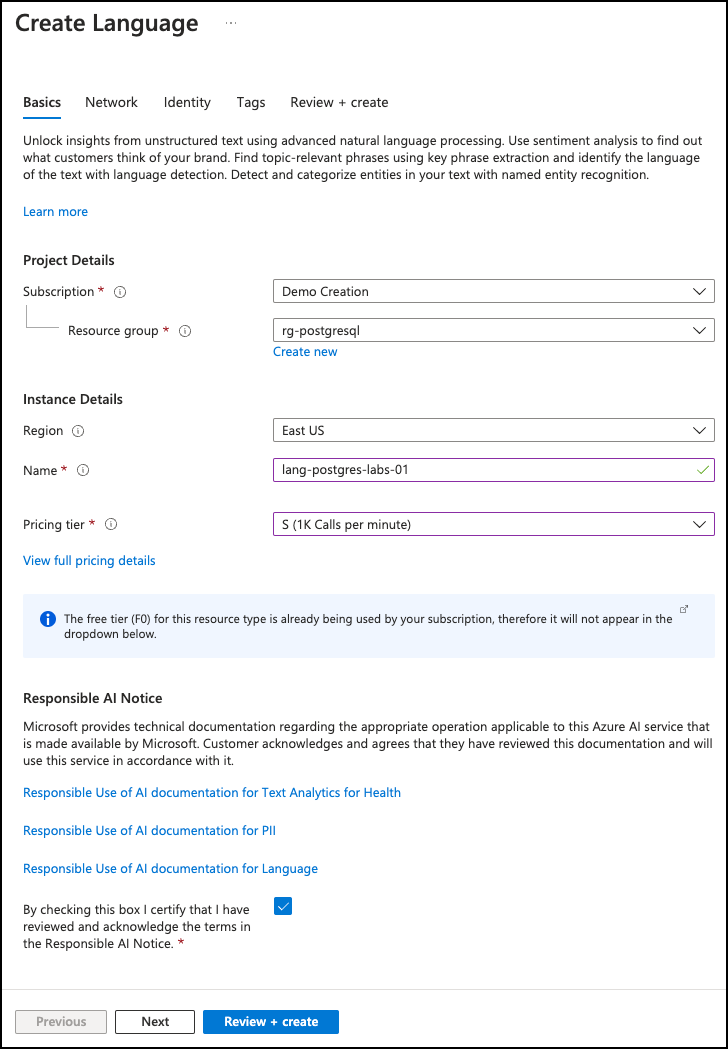 Create Language ...
Basics Network Identity Tags Review + create
Unlock insights from unstructured text using advanced natural language processing. Use sentiment analysis to find out
what customers think of your brand. Find topic-relevant phrases using key phrase extraction and identify the language
of the text with language detection. Detect and categorize entities in your text with named entity recognition.
Learn more
Project Details
Subscription * Demo Creation
Resource group * rg-postgresql
Create new
Instance Details
Region East US
Name * lang-postgres-labs-01
Pricing tier * S (1K Calls per minute)
View full pricing details
The free tier (F0) for this resource type is already being used by your subscription, therefore it will not appear in the
dropdown below.
Responsible AI Notice
Microsoft provides technical documentation regarding the appropriate operation applicable to this Azure AI service that
is made available by Microsoft. Customer acknowledges and agrees that they have reviewed this documentation and will
use this service in accordance with it.
Responsible Use of AI documentation for Text Analytics for Health
Responsible Use of AI documentation for PII
Responsible Use of AI documentation for Language
By checking this box I certify that I have
reviewed and acknowledge the terms in
the Responsible AI Notice. *
Previous Next Review + create